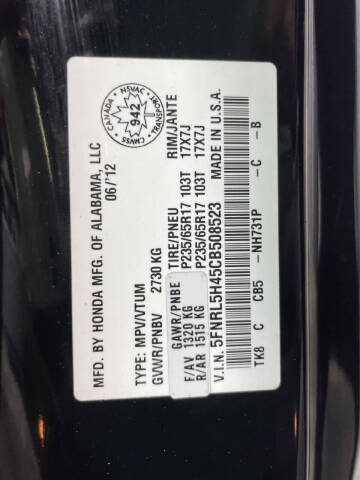 MFD. BY HONDA MFG. OF ALABAMA, LLC
06/'12
TYPE: MPV/VTUM
GVWR/PNBV 2730 KG
GAWR/PNBE TIRE/PNEU RIM/JANTE
F/AV 1320 KG P235/65R17 103T 17X7J
R/AR 1515 KG P235/65R17 103T 17X7J
V.I.N. 5FNRL5H45CB508523 MADE IN U.S.A.
TK8 C CB5 -NH731P -C -B
CANADA
NSVAC
942
CMVSS
TRANSPORT